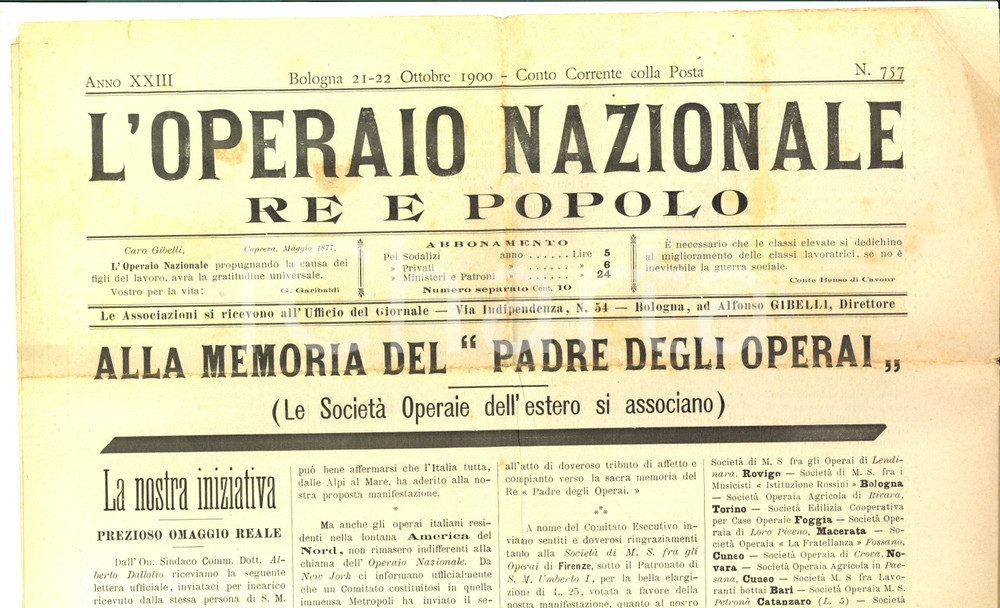 Anno XXIII
Bologna 21-22 Ottobre 1900 - Conto Corrente colla Posta
N. 757
L'OPERAIO NAZIONALE
RE E POPOLO
Caro Gibelli, Caprera, Maggio 1877,
L'Operaio Nazionale propugnando la causa dei
figli del lavoro, avrà la gratitudine universale.
Vostro per la vita: G. Garibaldi
ABBONAMENTO
Pei Sodalizi anno ...... Lire 5
» Privati » ....... » 6
» Ministeri e Patroni » ....... » 24
Numero separato Cent. 10
È necessario che le classi elevate si dedichino
al miglioramento delle classi lavoratrici, se no è
inevitabile la guerra sociale.
Conte Henso di Cavour
Le Associazioni si ricevono all'Ufficio del Giornale — Via Indipendenza, N. 54 — Bologna, ad Alfonso GIBELLI, Direttore
ALLA MEMORIA DEL " PADRE DEGLI OPERAI „
(Le Società Operaie dell'estero si associano)
La nostra iniziativa
PREZIOSO OMAGGIO REALE
Dall'On. Sindaco Comm. Dott. Al-
berto Dallolio riceviamo la seguente
lettera ufficiale, inviataci per incarico
ricevuto dalla stessa persona di S. M.
può bene affermarsi che l'Italia tutta,
dalle Alpi al Mare, ha aderito alla no-
stra proposta manifestazione.
*
Ma anche gli operai italiani resi-
denti nella lontana America del
Nord, non rimasero indifferenti alla
chiama dell' Operaio Nazionale. Da
New Jork ci informano ufficialmente
che un Comitato costituitosi in quella
immensa Metropoli ha inviato il se-
all'atto di doveroso tributo di affetto e
compianto verso la sacra memoria del
Re « Padre degli Operai. »
⁂
A nome del Comitato Esecutivo in-
viamo sentiti e doverosi ringraziamenti
tanto alla Società di M. S. fra gli
Operai di Firenze, sotto il Patronato di
S. M. Umberto I, per la bella elargi-
zione di L. 25, votata a favore della
nostra manifestazione, quanto al nostro
Società di M. S fra gli Operai di Lendi-
nara. Rovigo — Società di M. S. fra i
Musicisti « Istituzione Rossini » Bologna
— Società Operaia Agricola di Rivara,
Torino — Società Edilizia Cooperativa
per Case Operaie Foggia — Società Ope-
raia di Loro Piceno, Macerata — So-
cietà Operaia « La Fratellanza » Fossano,
Cuneo — Società Operaia di Crova, No-
vara — Società Operaia Agricola in Pae-
sana, Cuneo — Società M. S fra Lavo-
ranti bottai Bari — Società Operaia M. S.
Petronà Catanzaro (L. 5) — Società